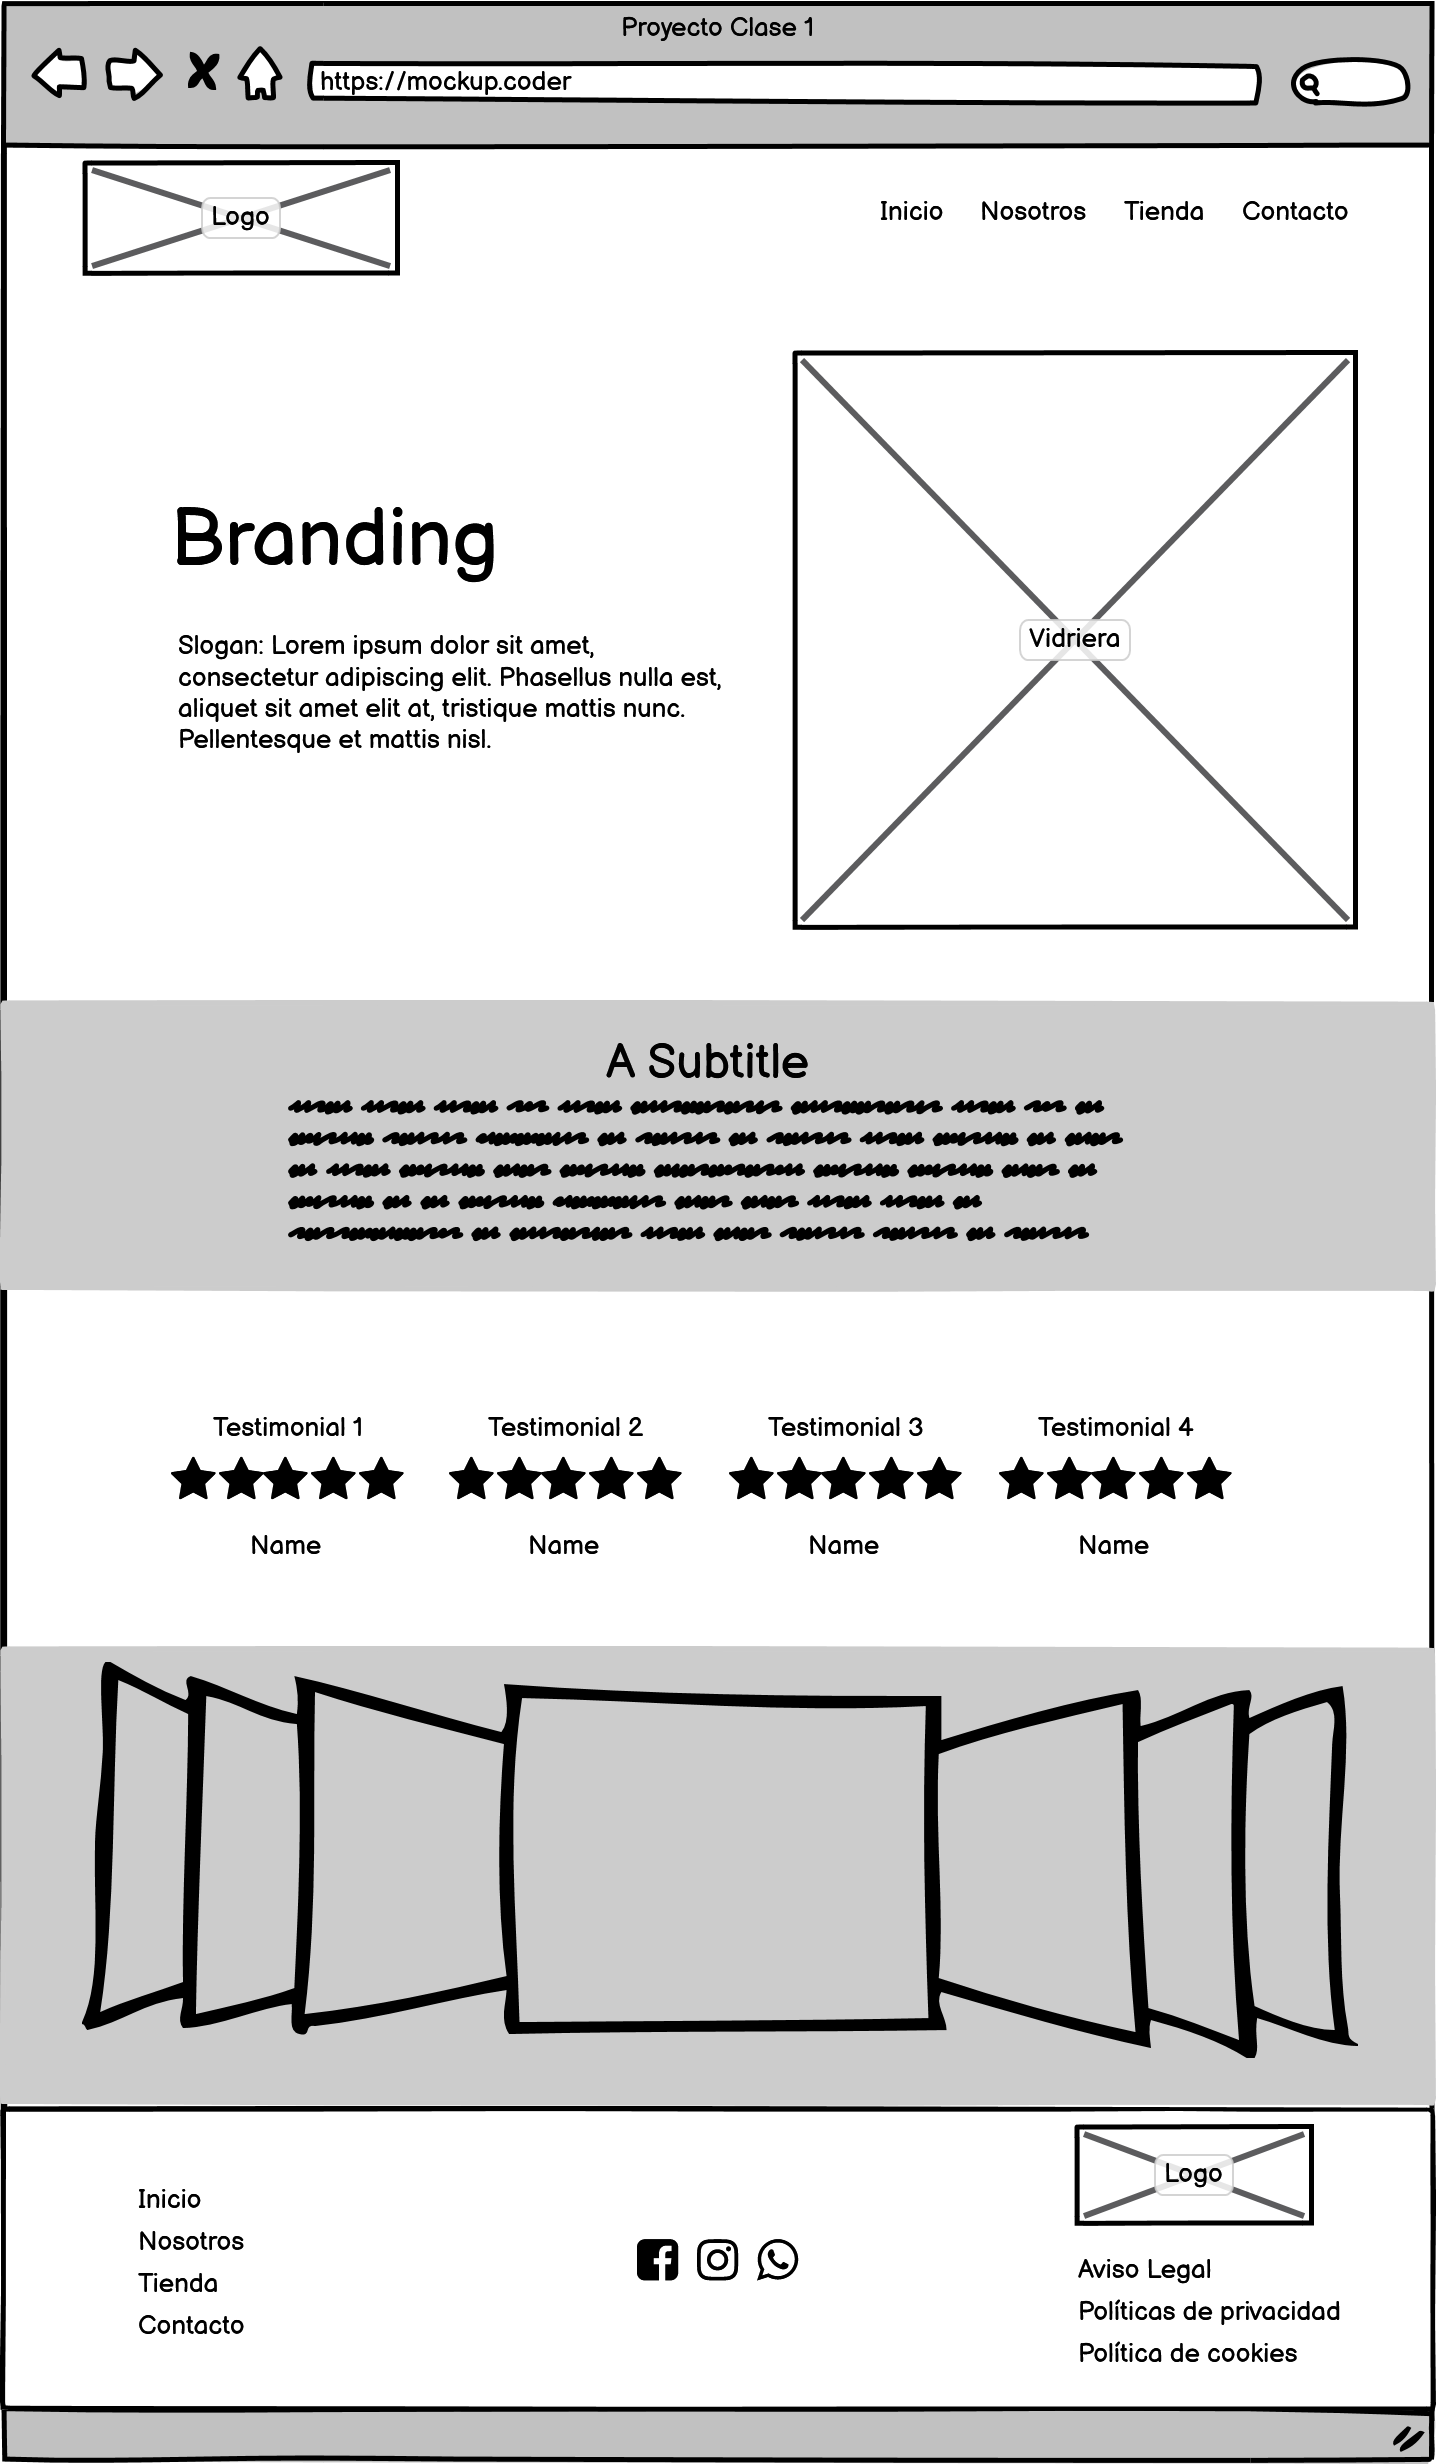 Proyecto Clase 1
https://mockup.coder
Logo
Inicio Nosotros Tienda Contacto
Branding
Slogan: Lorem ipsum dolor sit amet,
consectetur adipiscing elit. Phasellus nulla est,
aliquet sit amet elit at, tristique mattis nunc.
Pellentesque et mattis nisl.
Vidriera
A Subtitle
Testimonial 1 Testimonial 2 Testimonial 3 Testimonial 4
Name Name Name Name
Inicio
Nosotros
Tienda
Contacto
Logo
Aviso Legal
Políticas de privacidad
Política de cookies